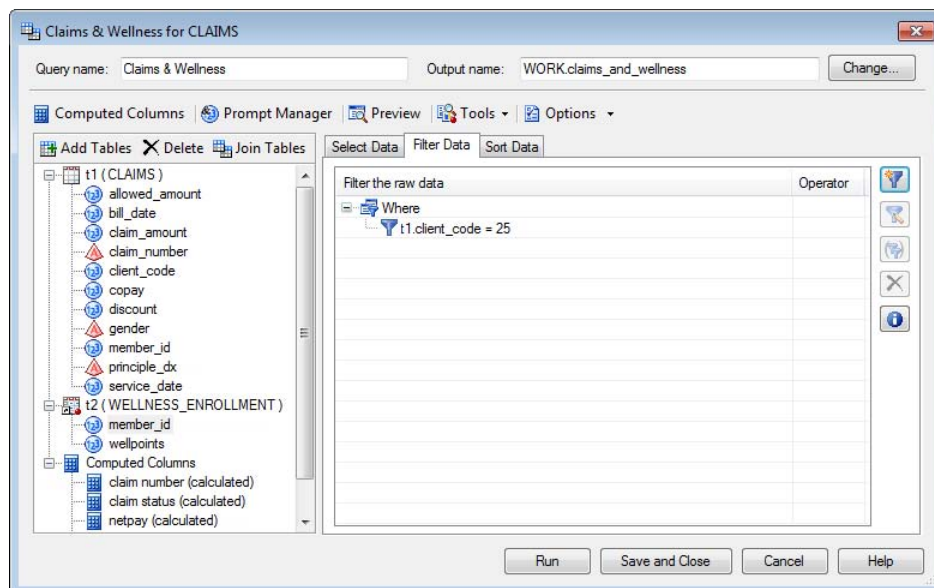 Claims & Wellness for CLAIMS
Query name: Claims & Wellness Output name: WORK.claims_and_wellness Change...
Computed Columns Prompt Manager Preview Tools Options
Add Tables Delete Join Tables Select Data Filter Data Sort Data
t1 (CLAIMS)
allowed_amount
bill_date
claim_amount
claim_number
client_code
copay
discount
gender
member_id
principle_dx
service_date
t2 (WELLNESS_ENROLLMENT)
member_id
wellpoints
Computed Columns
claim number (calculated)
claim status (calculated)
netpay (calculated)
Filter the raw data Operator
Where
t1.client_code = 25
Run Save and Close Cancel Help